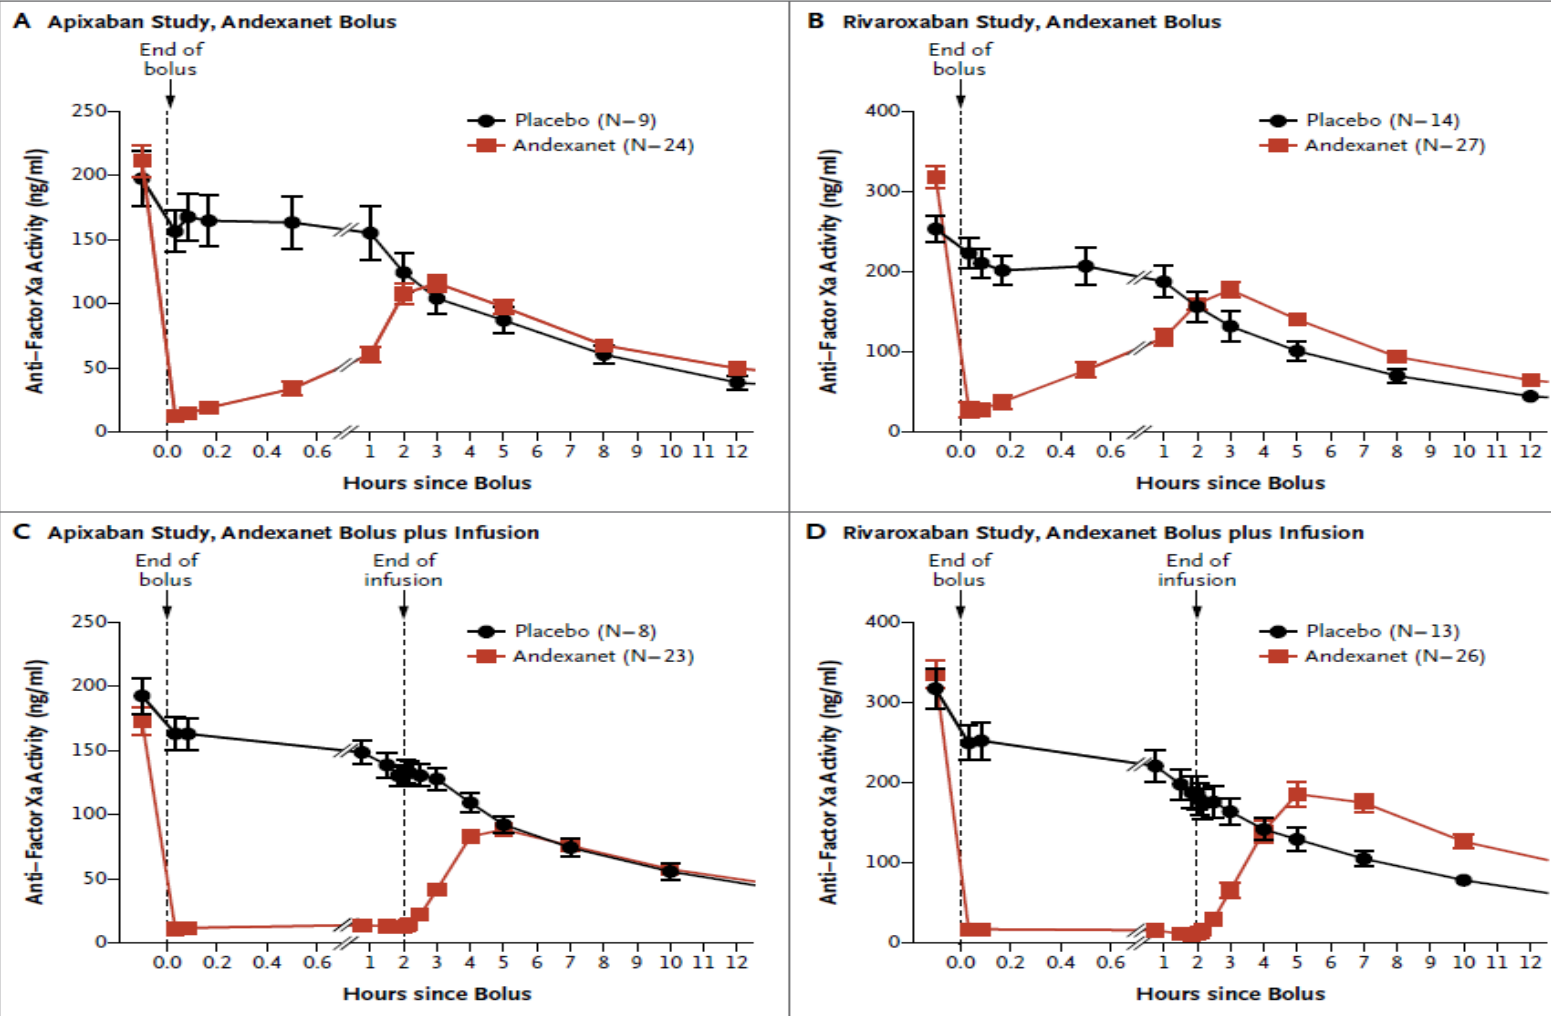 A Apixaban Study, Andexanet Bolus
End of
bolus
Anti–Factor Xa Activity (ng/ml)
250
200
150
100
50
0
Placebo (N–9)
Andexanet (N–24)
0.0 0.2 0.4 0.6 1 2 3 4 5 6 7 8 9 10 11 12
Hours since Bolus
B Rivaroxaban Study, Andexanet Bolus
End of
bolus
Anti–Factor Xa Activity (ng/ml)
400
300
200
100
0
Placebo (N–14)
Andexanet (N–27)
0.0 0.2 0.4 0.6 1 2 3 4 5 6 7 8 9 10 11 12
Hours since Bolus
C Apixaban Study, Andexanet Bolus plus Infusion
End of
bolus
End of
infusion
Anti–Factor Xa Activity (ng/ml)
250
200
150
100
50
0
Placebo (N–8)
Andexanet (N–23)
0.0 0.2 0.4 0.6 1 2 3 4 5 6 7 8 9 10 11 12
Hours since Bolus
D Rivaroxaban Study, Andexanet Bolus plus Infusion
End of
bolus
End of
infusion
Anti–Factor Xa Activity (ng/ml)
400
300
200
100
0
Placebo (N–13)
Andexanet (N–26)
0.0 0.2 0.4 0.6 1 2 3 4 5 6 7 8 9 10 11 12
Hours since Bolus